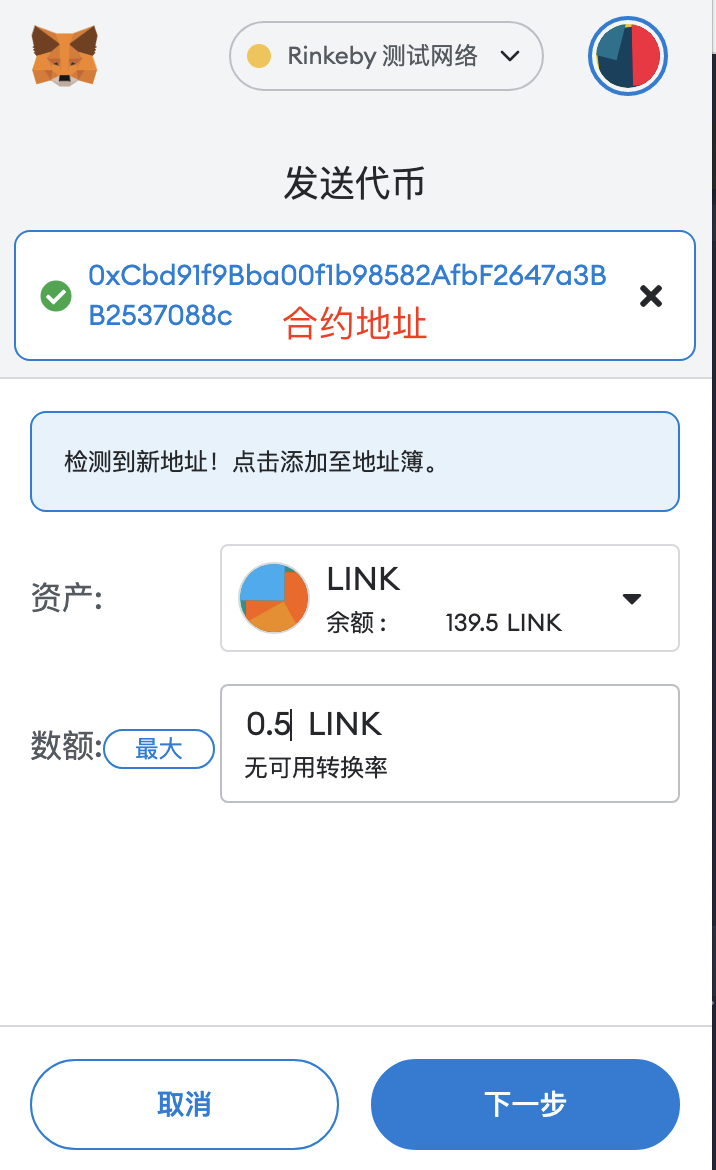 Rinkeby 测试网络
发送代币
0xCbd91f9Bba00f1b98582AfbF2647a3B
B2537088c
合约地址
检测到新地址！点击添加至地址簿。
资产:
LINK
余额：139.5 LINK
数额:
最大
0.5 LINK
无可用转换率
取消
下一步